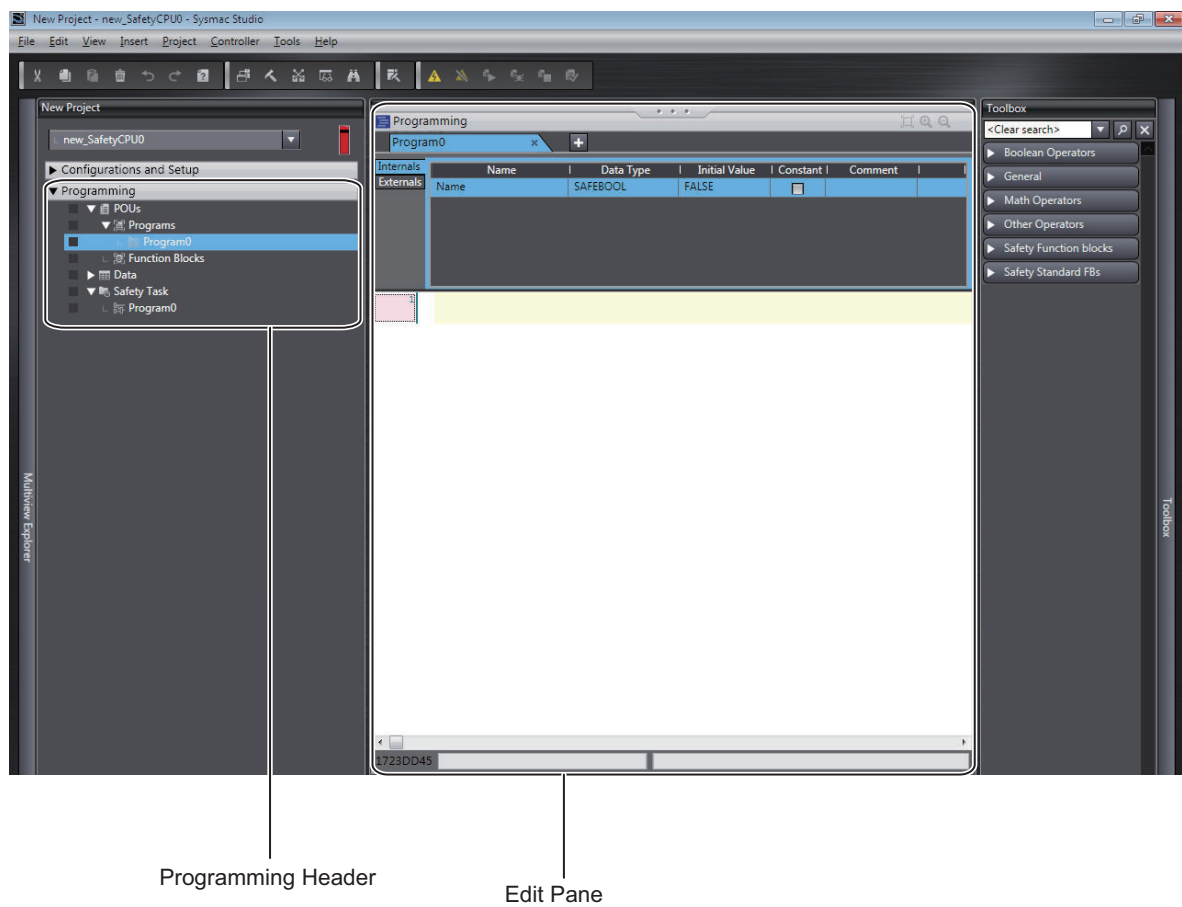 New Project - new_SafetyCPU0 - Sysmac Studio
File Edit View Insert Project Controller Tools Help
New Project
new_SafetyCPU0
Configurations and Setup
Programming
POUs
Programs
Program0
Function Blocks
Data
Safety Task
Program0
Multiview Explorer
Programming
Program0
Internals
Externals
Name Data Type Initial Value Constant Comment
Name SAFEBOOL FALSE
1
1723DD45
Toolbox
<Clear search>
Boolean Operators
General
Math Operators
Other Operators
Safety Function blocks
Safety Standard FBs
Toolbox
Programming Header
Edit Pane